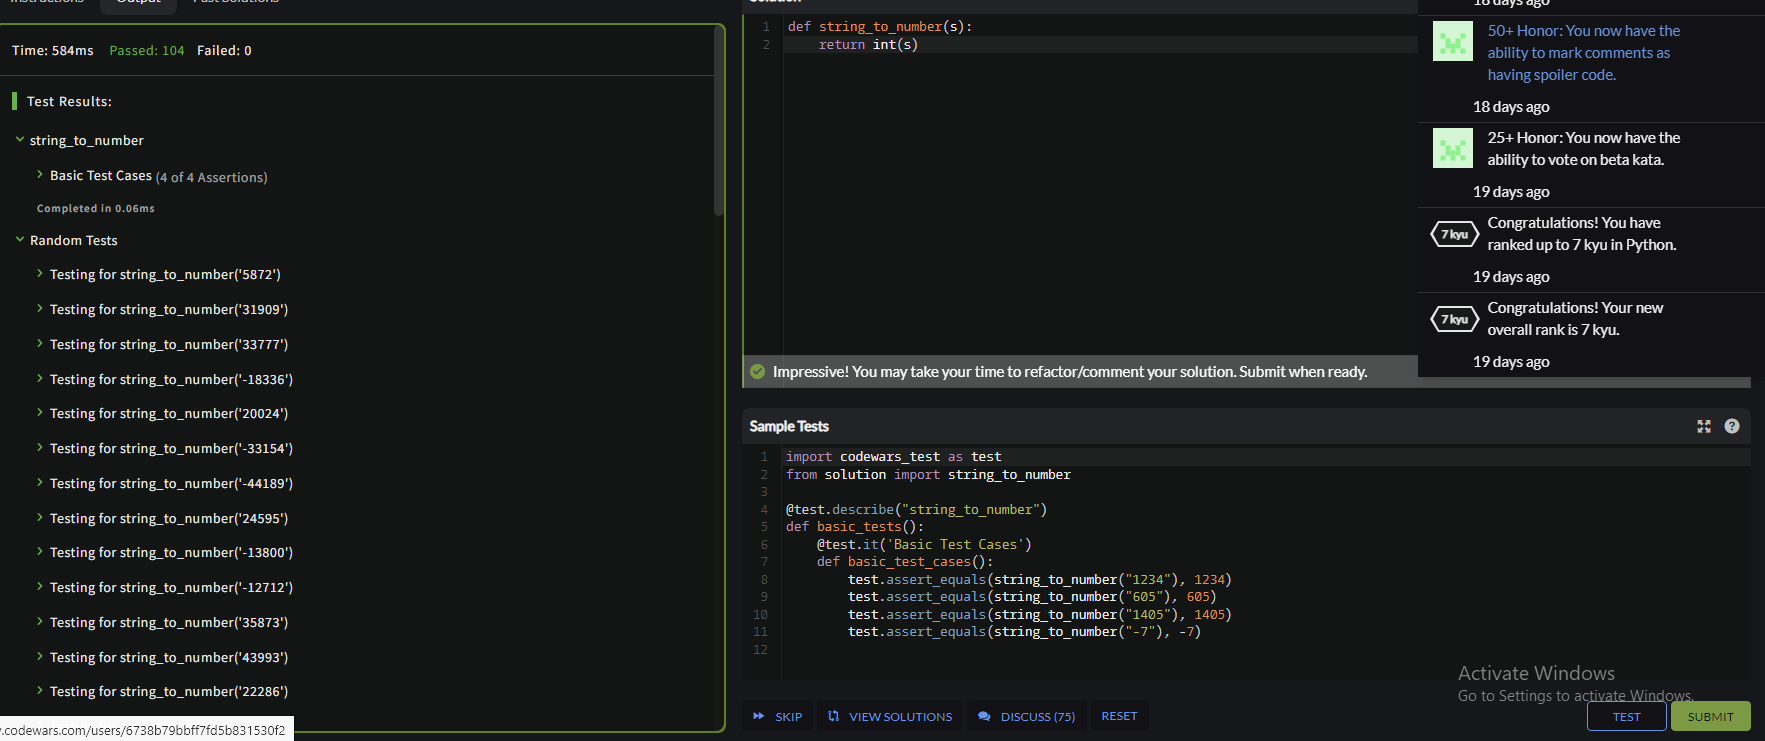 Instructions
Output
Past Solutions
Time: 584ms Passed: 104 Failed: 0
Test Results:
string_to_number
Basic Test Cases (4 of 4 Assertions)
Completed in 0.06ms
Random Tests
Testing for string_to_number('5872')
Testing for string_to_number('31909')
Testing for string_to_number('33777')
Testing for string_to_number('-18336')
Testing for string_to_number('20024')
Testing for string_to_number('-33154')
Testing for string_to_number('-44189')
Testing for string_to_number('24595')
Testing for string_to_number('-13800')
Testing for string_to_number('-12712')
Testing for string_to_number('35873')
Testing for string_to_number('43993')
Testing for string_to_number('22286')
.codewars.com/users/6738b79bbff7fd5b831530f2
Solution
1 def string_to_number(s):
2     return int(s)
Impressive! You may take your time to refactor/comment your solution. Submit when ready.
18 days ago
50+ Honor: You now have the
ability to mark comments as
having spoiler code.
18 days ago
25+ Honor: You now have the
ability to vote on beta kata.
19 days ago
7 kyu
Congratulations! You have
ranked up to 7 kyu in Python.
19 days ago
7 kyu
Congratulations! Your new
overall rank is 7 kyu.
19 days ago
Sample Tests
1 import codewars_test as test
2 from solution import string_to_number
3
4 @test.describe("string_to_number")
5 def basic_tests():
6     @test.it('Basic Test Cases')
7     def basic_test_cases():
8         test.assert_equals(string_to_number("1234"), 1234)
9         test.assert_equals(string_to_number("605"), 605)
10         test.assert_equals(string_to_number("1405"), 1405)
11         test.assert_equals(string_to_number("-7"), -7)
12
Activate Windows
Go to Settings to activate Windows.
SKIP
VIEW SOLUTIONS
DISCUSS (75)
RESET
TEST
SUBMIT